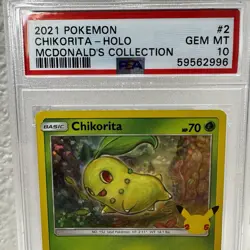 2021 POKEMON #2
CHIKORITA - HOLO GEM MT
MCDONALD'S COLLECTION 10
PSA 59562996
BASIC Chikorita HP70